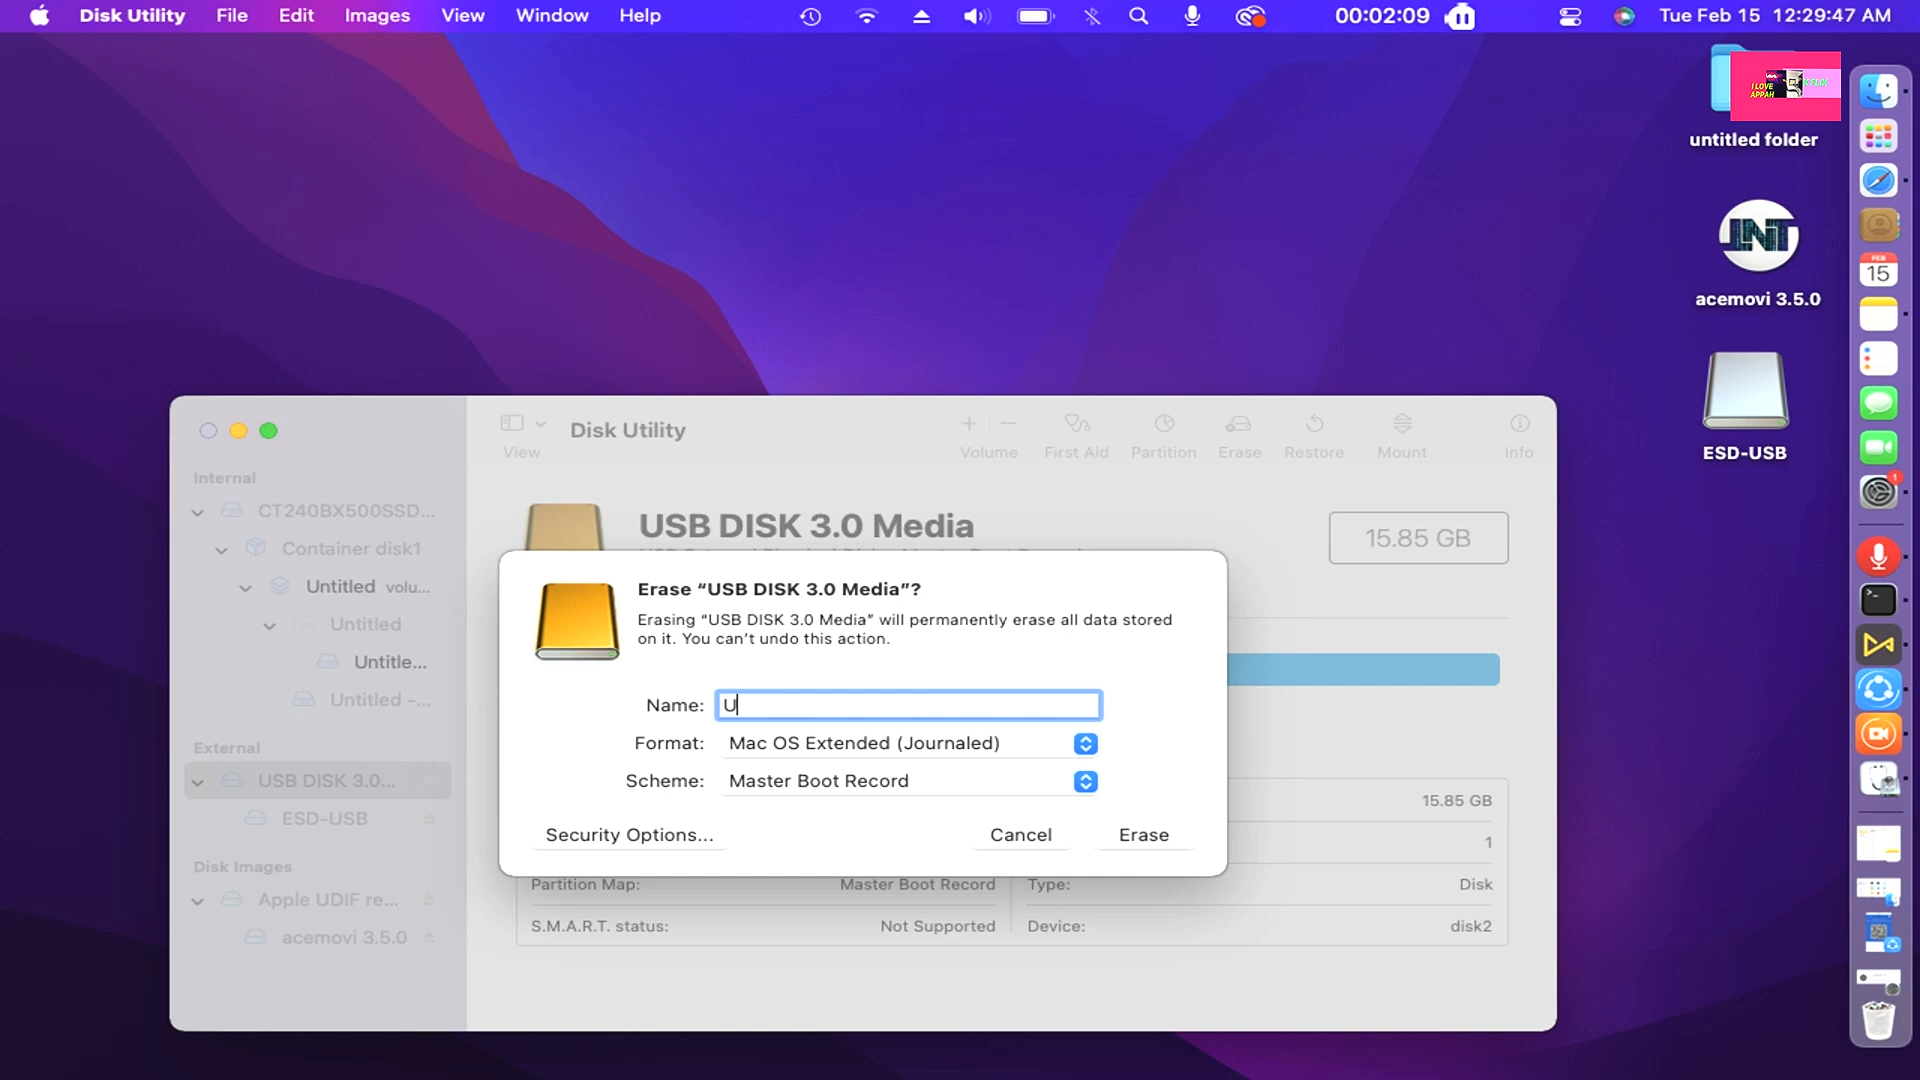 Disk Utility File Edit Images View Window Help 00:02:09 Tue Feb 15 12:29:47 AM
I LOVE
APPAH
untitled folder
FEB
15
JNT
acemovi 3.5.0
ESD-USB
1
Disk Utility
View Volume First Aid Partition Erase Restore Mount Info
Internal
CT240BX500SSD...
Container disk1
Untitled volu...
Untitled
Untitle...
Untitled -...
External
USB DISK 3.0...
ESD-USB
Disk Images
Apple UDIF re...
acemovi 3.5.0
USB DISK 3.0 Media
15.85 GB
Erase “USB DISK 3.0 Media”?
Erasing “USB DISK 3.0 Media” will permanently erase all data stored
on it. You can’t undo this action.
Name: U
Format: Mac OS Extended (Journaled)
Scheme: Master Boot Record
Security Options... Cancel Erase
15.85 GB
1
Partition Map: Master Boot Record Type: Disk
S.M.A.R.T. status: Not Supported Device: disk2